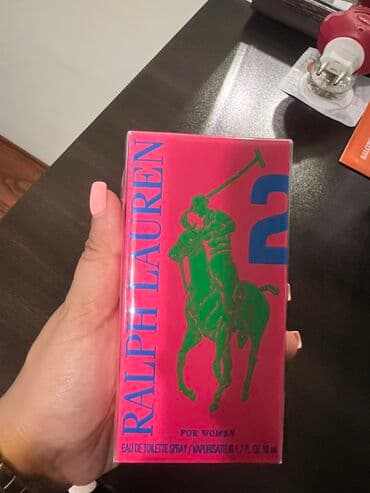 RALPH LAUREN
2
FOR WOMEN
EAU DE TOILETTE SPRAY / VAPORISATEUR 1.7 FL OZ 50 ml